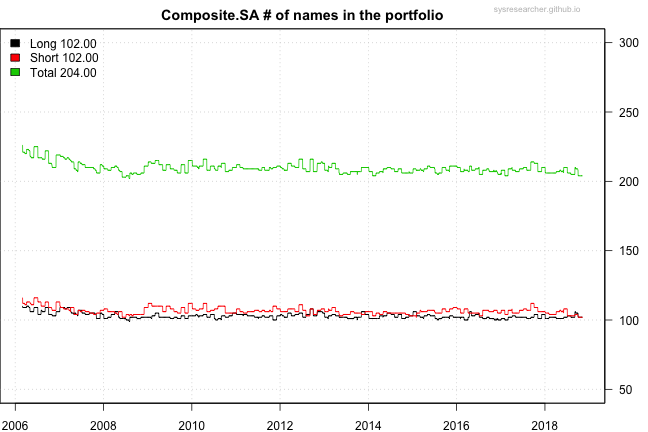 Composite.SA # of names in the portfolio
sysresearcher.github.io
Long 102.00
Short 102.00
Total 204.00
300
250
200
150
100
50
2006 2008 2010 2012 2014 2016 2018